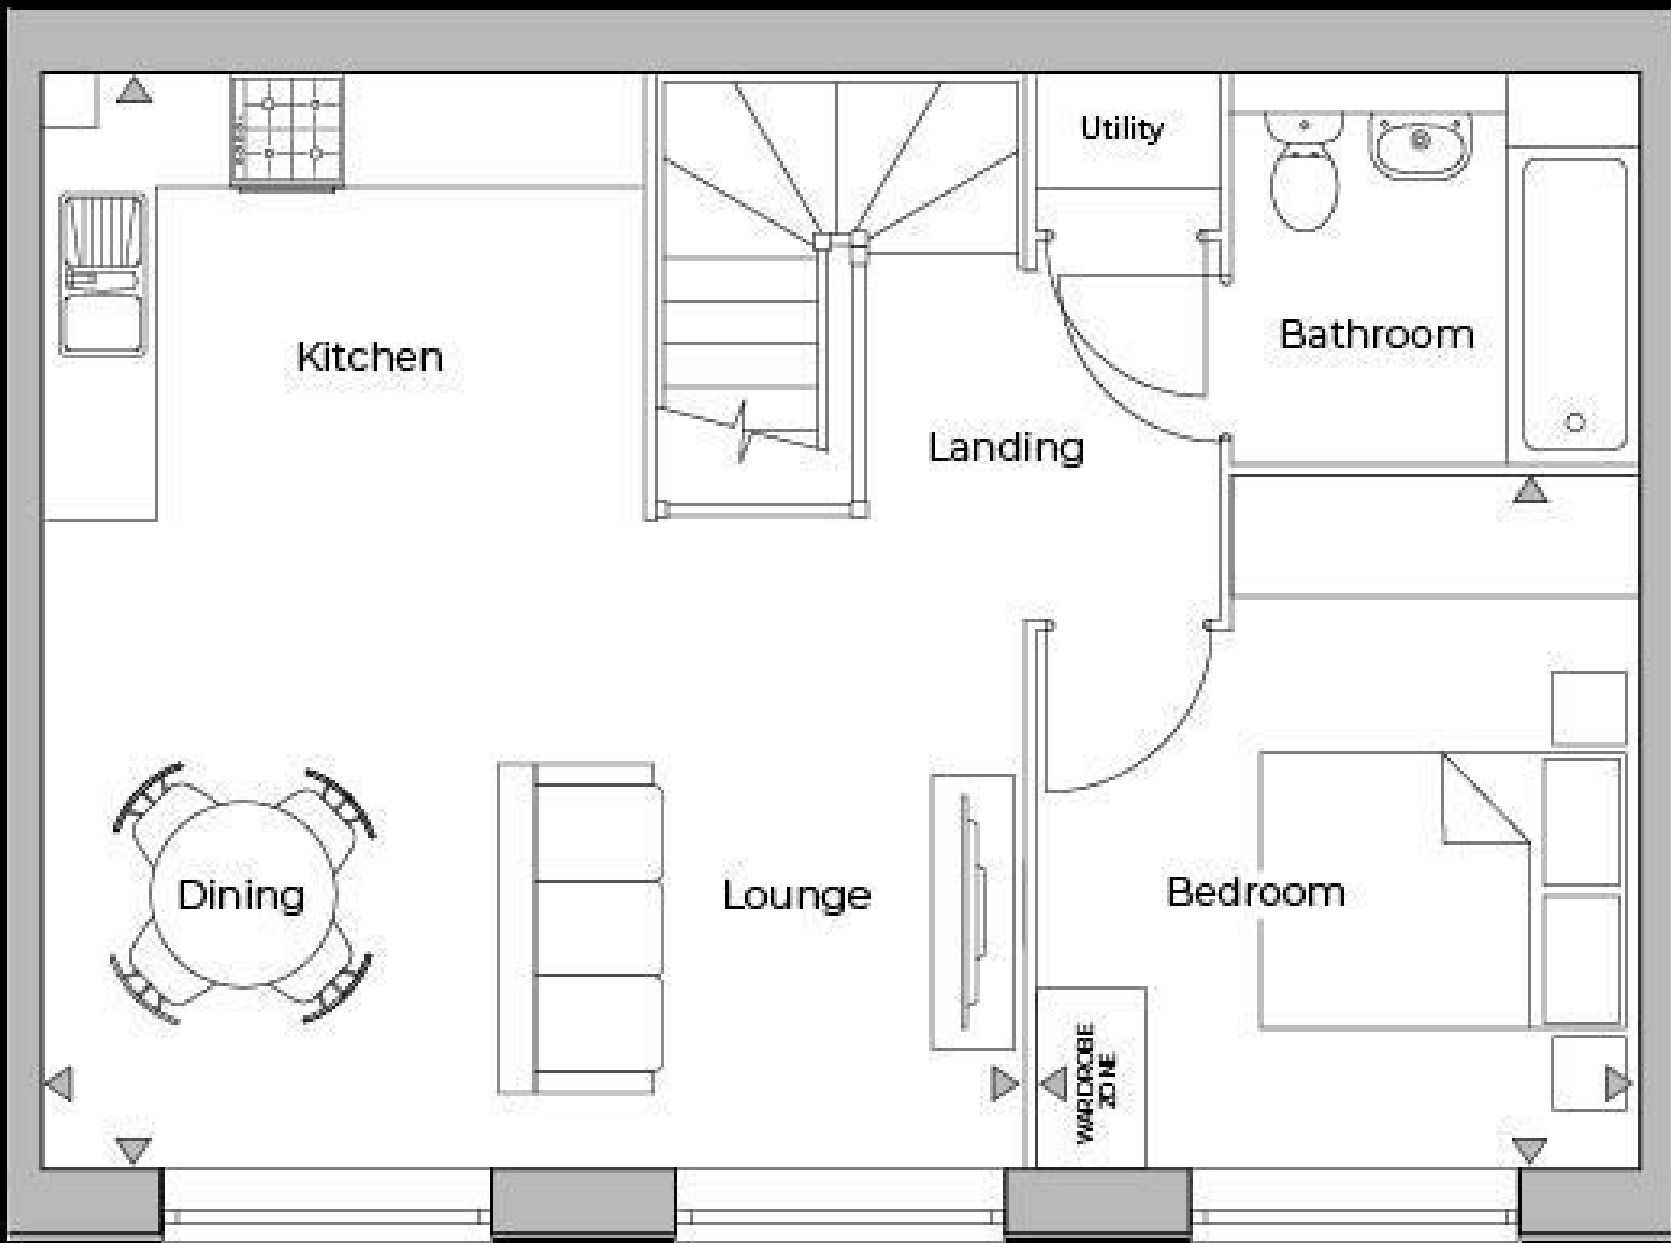 Utility
Bathroom
Kitchen
Landing
Dining
Lounge
Bedroom
WARDROBE
ZONE